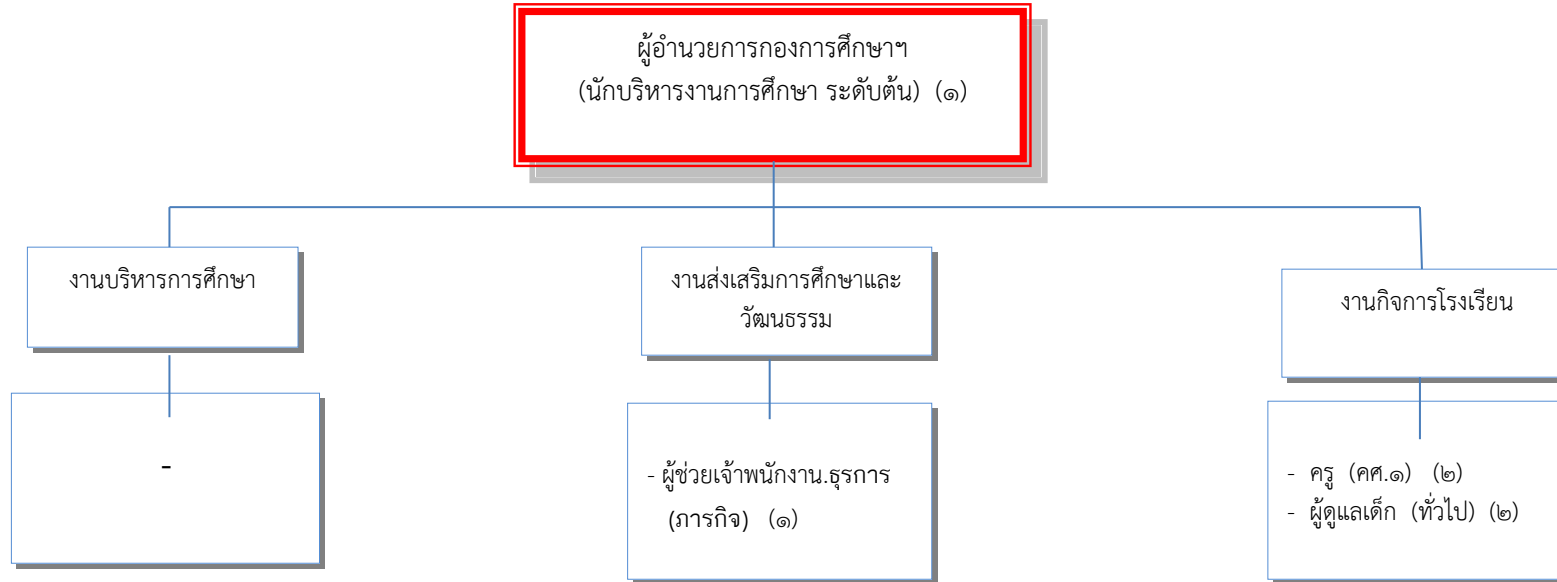 ผู้อำนวยการกองการศึกษาฯ
(นักบริหารงานการศึกษา ระดับต้น) (๑)
งานบริหารการศึกษา
งานส่งเสริมการศึกษาและ
วัฒนธรรม
งานกิจการโรงเรียน
-
- ผู้ช่วยเจ้าพนักงาน.ธุรการ
(ภารกิจ) (๑)
- ครู (คศ.๑) (๒)
- ผู้ดูแลเด็ก (ทั่วไป) (๒)